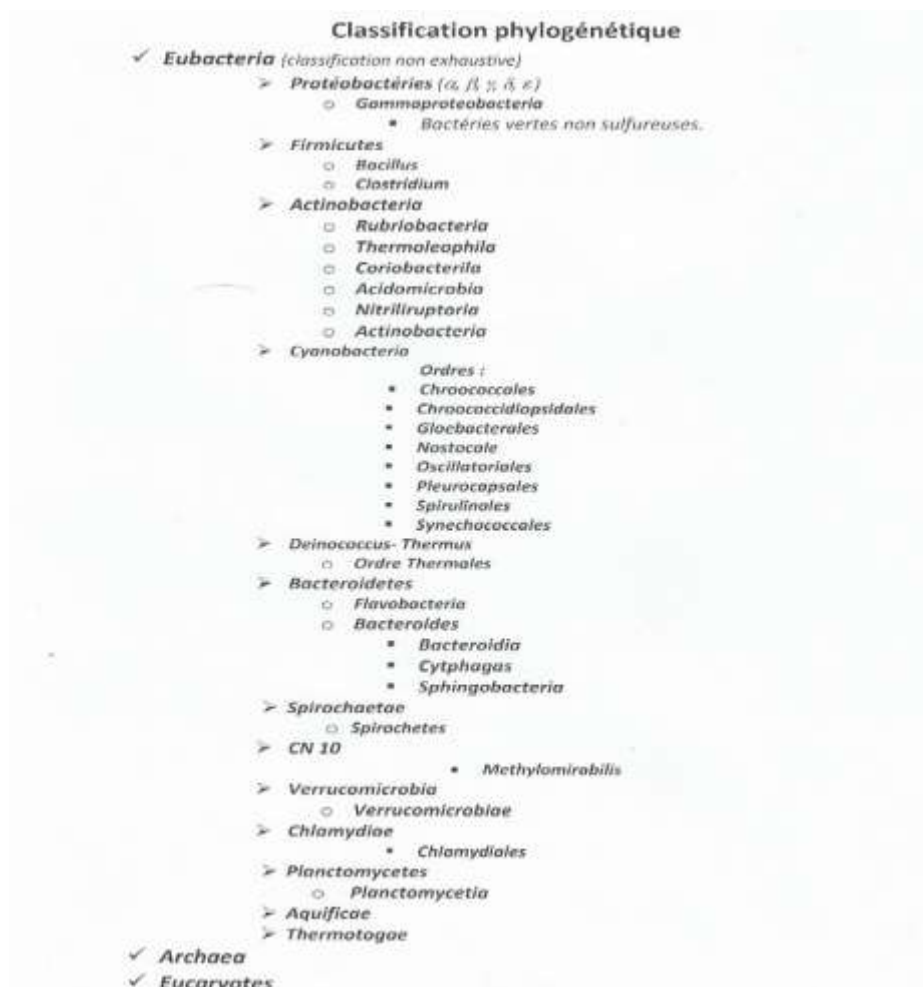 Classification phylogénétique
✓ Eubacteria (classification non exhaustive)
➢ Protéobactéries (α, β, γ, δ, ε)
o Gammaproteobacteria
▪ Bactéries vertes non sulfureuses.
➢ Firmicutes
o Bacillus
o Clostridium
➢ Actinobacteria
o Rubriobacteria
o Thermoleophila
o Coriobacteriia
o Acidomicrobia
o Nitriliruptoria
o Actinobacteria
➢ Cyanobacteria
Ordres :
▪ Chroococcales
▪ Chroococcidiopsidales
▪ Gloebacterales
▪ Nostocale
▪ Oscillatoriales
▪ Pleurocapsales
▪ Spirulinales
▪ Synechococcales
➢ Deinococcus- Thermus
o Ordre Thermales
➢ Bacteroidetes
o Flavobacteria
o Bacteroides
▪ Bacteroidia
▪ Cytphagas
▪ Sphingobacteria
➢ Spirochaetae
o Spirochetes
➢ CN 10
▪ Methylomirobilis
➢ Verrucomicrobia
o Verrucomicrobiae
➢ Chlamydiae
▪ Chlamydiales
➢ Planctomycetes
o Planctomycetia
➢ Aquificae
➢ Thermotogae
✓ Archaea
✓ Eucaryotes